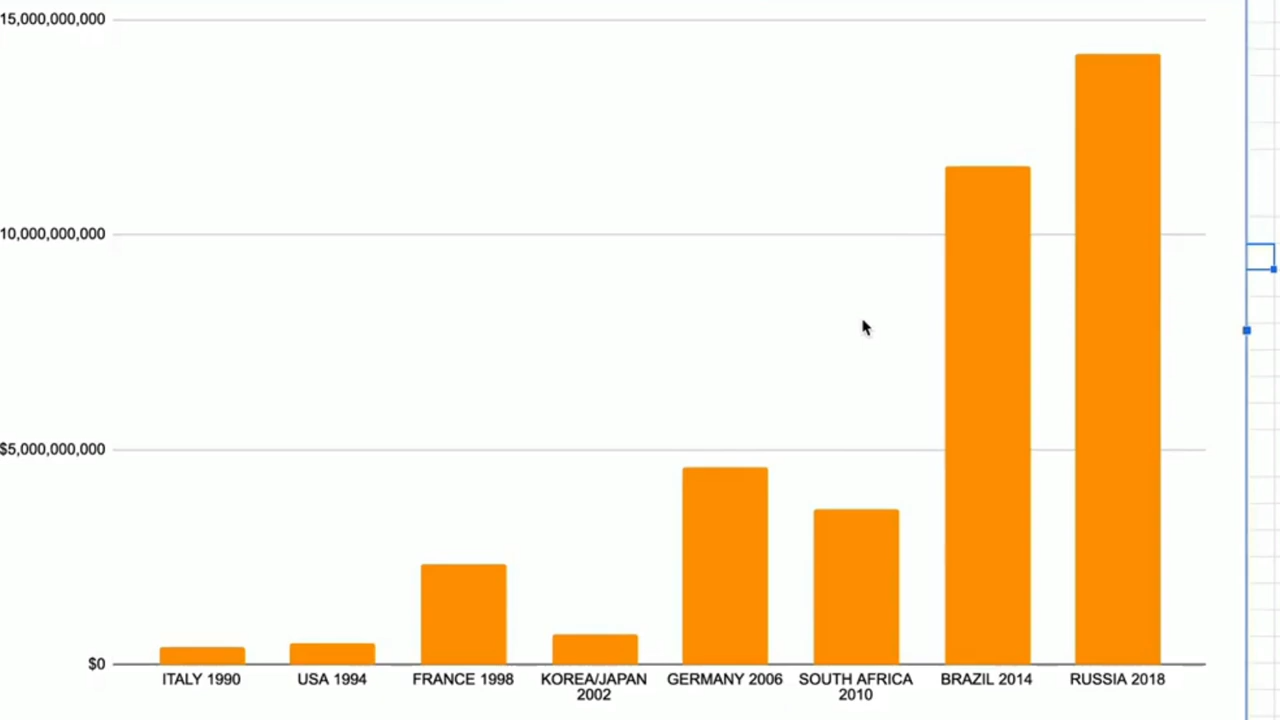 15,000,000,000
10,000,000,000
$5,000,000,000
$0
ITALY 1990
USA 1994
FRANCE 1998
KOREA/JAPAN
2002
GERMANY 2006
SOUTH AFRICA
2010
BRAZIL 2014
RUSSIA 2018